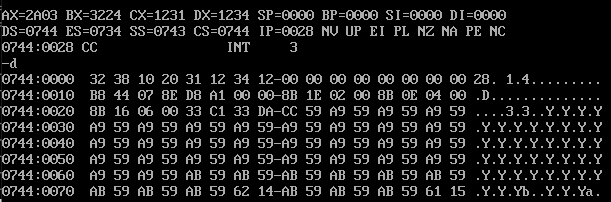 AX=2A03 BX=3224 CX=1231 DX=1234 SP=0000 BP=0000 SI=0000 DI=0000
DS=0744 ES=0734 SS=0743 CS=0744 IP=0028 NV UP EI PL NZ NA PE NC
0744:0028 CC INT 3
-d
0744:0000 32 38 10 20 31 12 34 12-00 00 00 00 00 00 00 00 28. 1.4.........
0744:0010 B8 44 07 8E D8 A1 00 00-8B 1E 02 00 8B 0E 04 00 .D..............
0744:0020 8B 16 06 00 33 C1 33 DA-CC 59 A9 59 A9 59 A9 59 ....3.3..Y.Y.Y.Y
0744:0030 A9 59 A9 59 A9 59 A9 59-A9 59 A9 59 A9 59 A9 59 .Y.Y.Y.Y.Y.Y.Y.Y
0744:0040 A9 59 A9 59 A9 59 A9 59-A9 59 A9 59 A9 59 A9 59 .Y.Y.Y.Y.Y.Y.Y.Y
0744:0050 A9 59 A9 59 A9 59 A9 59-A9 59 A9 59 A9 59 A9 59 .Y.Y.Y.Y.Y.Y.Y.Y
0744:0060 AB 59 A9 59 AB 59 A9 59-A9 59 AB 59 A9 59 AB 59 .Y.Y.Y.Y.Y.Y.Y.Y
0744:0070 AB 59 AB 59 AB 59 62 14-AB 59 AB 59 AB 59 61 15 .Y.Y.Yb..Y.Y.Ya.